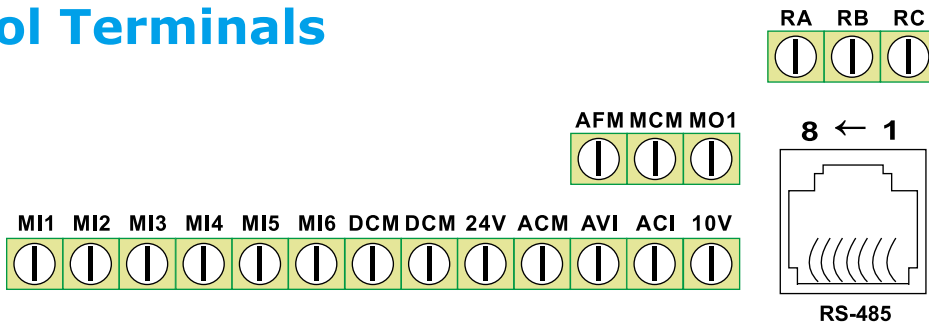 ol Terminals
RA RB RC
AFM MCM MO1
8 ← 1
MI1 MI2 MI3 MI4 MI5 MI6 DCM DCM 24V ACM AVI ACI 10V
RS-485